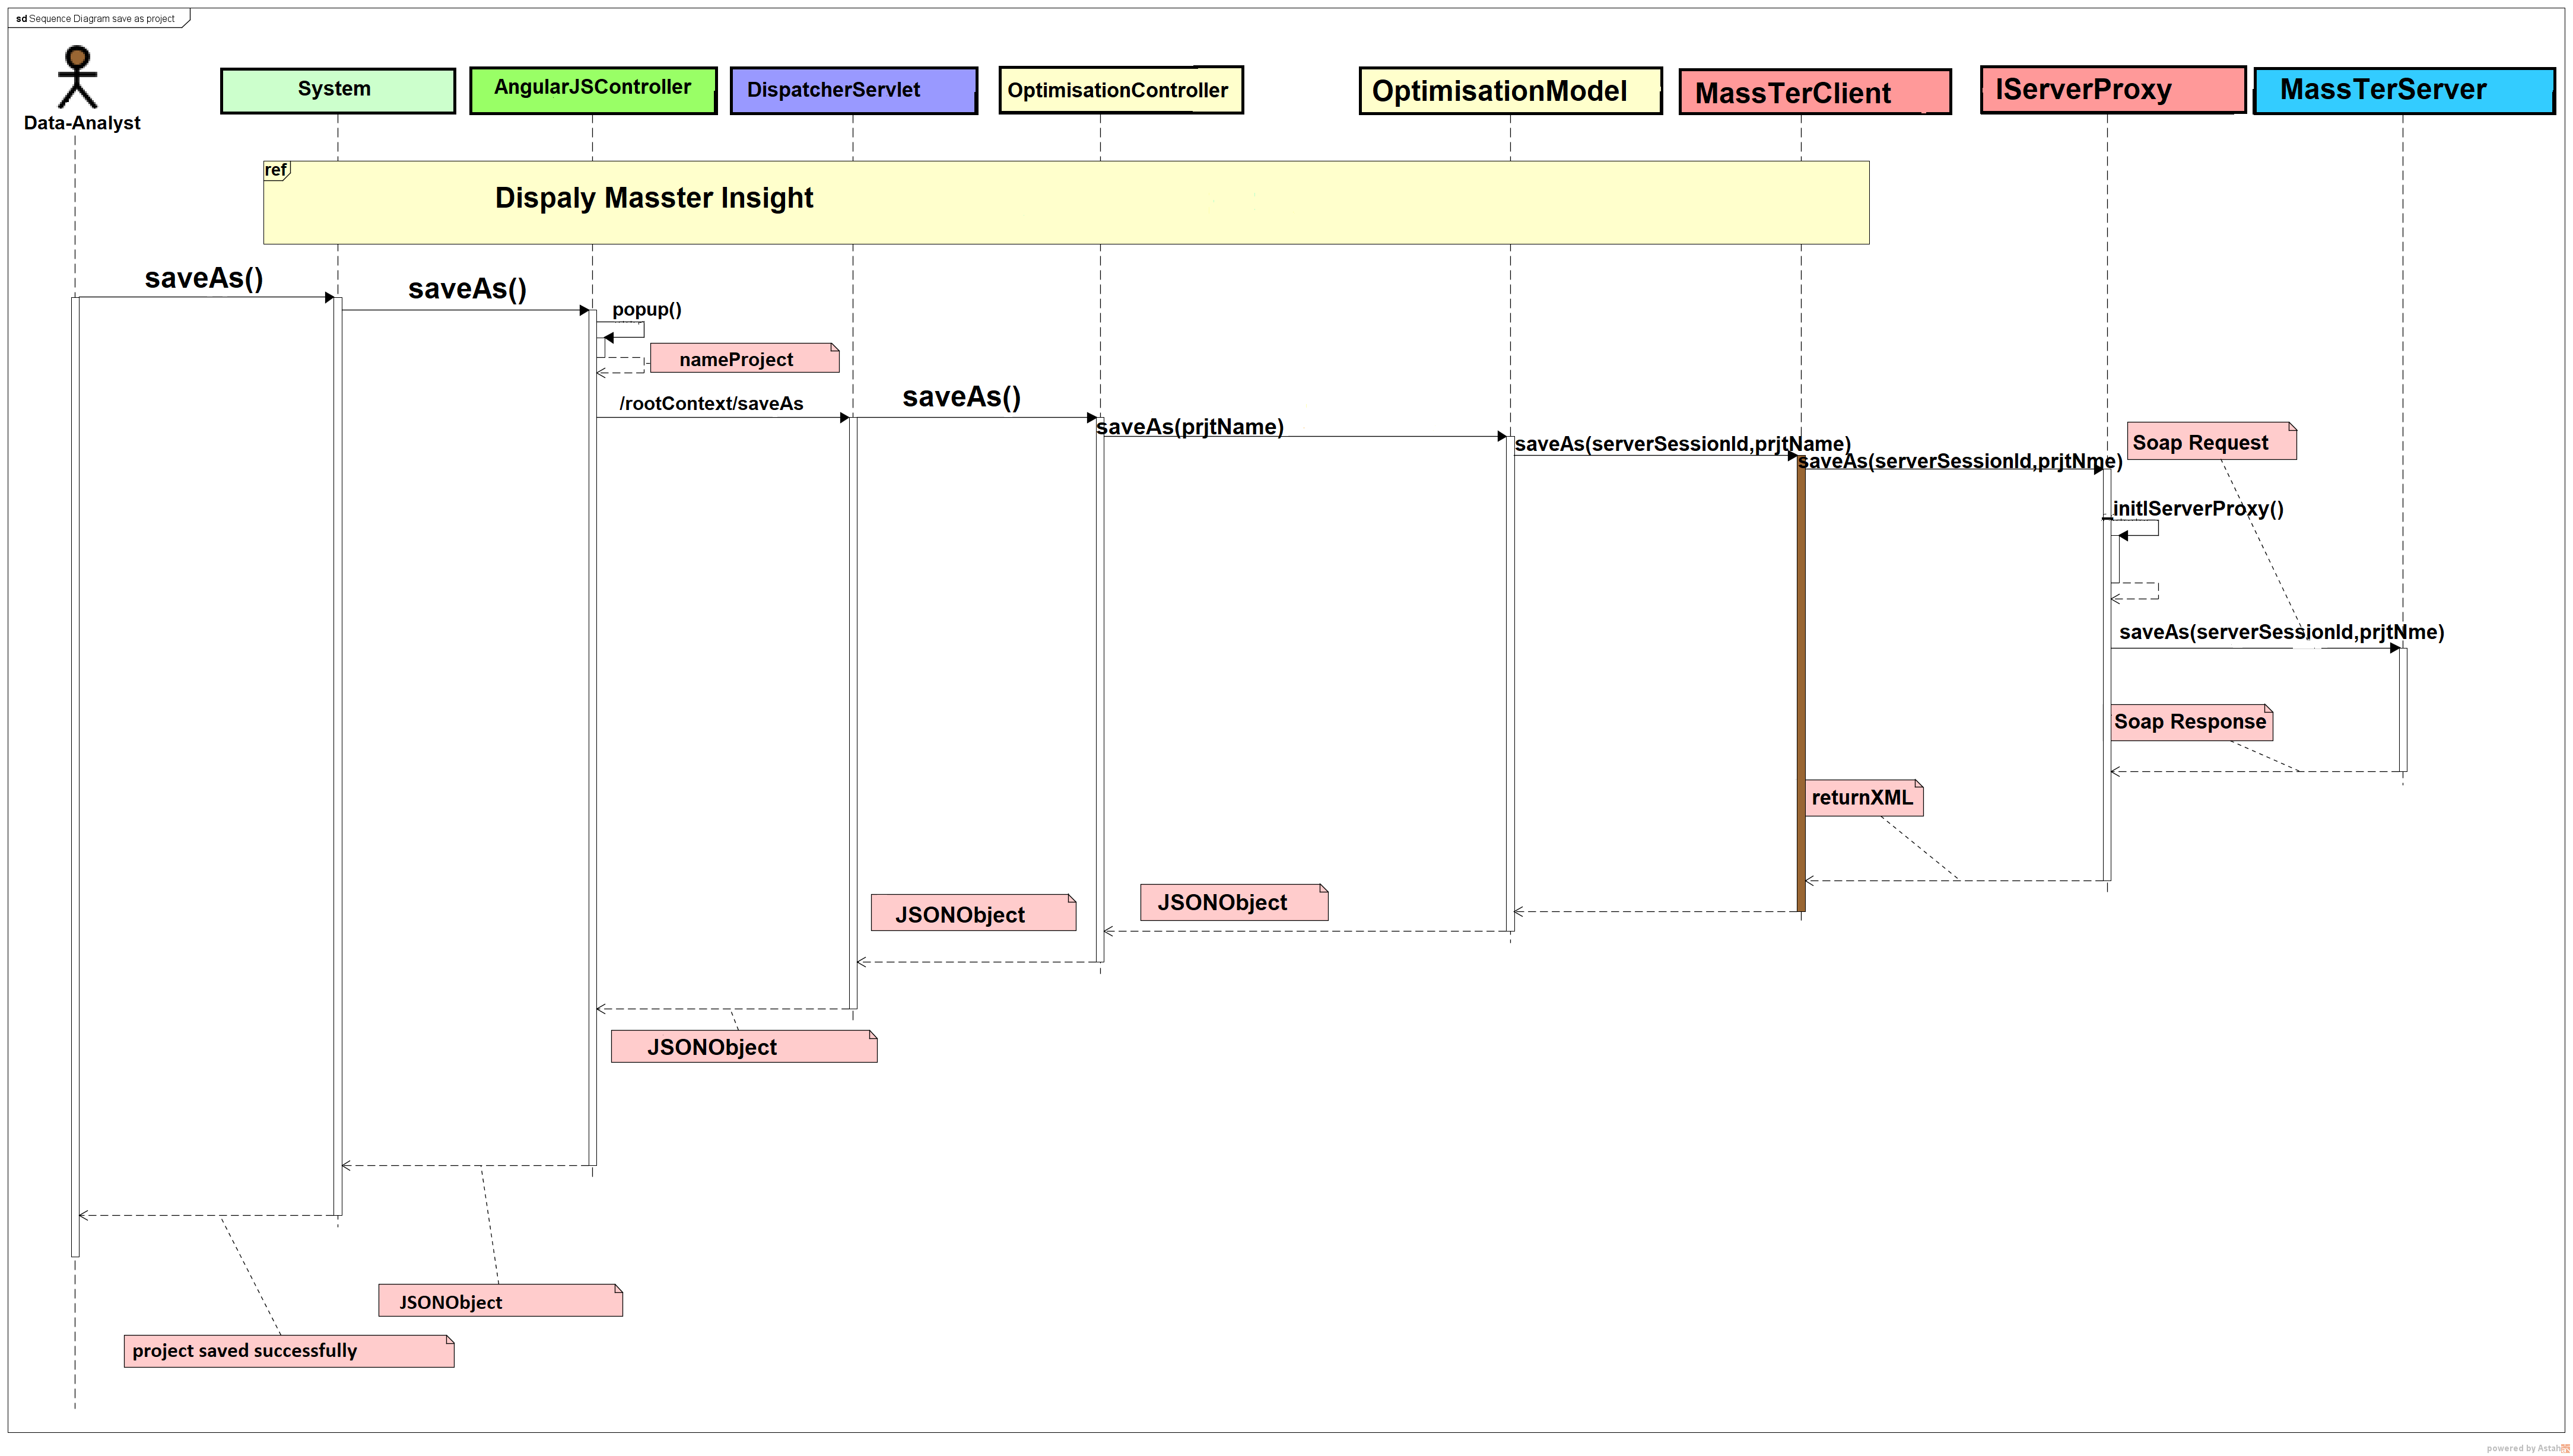 sd Sequence Diagram save as project
Data-Analyst
System
AngularJSController
DispatcherServlet
OptimisationController
OptimisationModel
MassTerClient
IServerProxy
MassTerServer
ref
Dispaly Masster Insight
saveAs()
saveAs()
popup()
nameProject
/rootContext/saveAs
saveAs()
saveAs(prjtName)
saveAs(serverSessionId,prjtName)
saveAs(serverSessionId,prjtNme)
Soap Request
initIServerProxy()
saveAs(serverSessionId,prjtNme)
Soap Response
returnXML
JSONObject
JSONObject
JSONObject
JSONObject
project saved successfully
powered by Astah